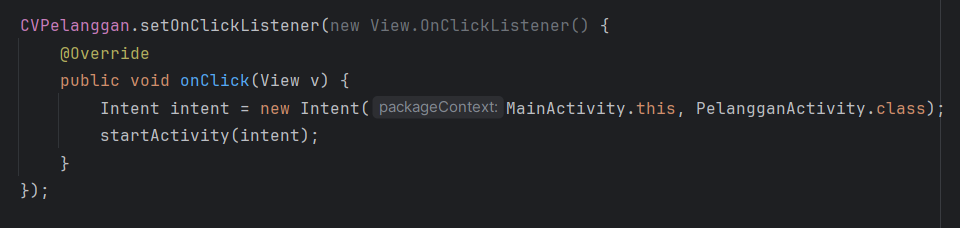 CVPelanggan.setOnClickListener(new View.OnClickListener() {
    @Override
    public void onClick(View v) {
        Intent intent = new Intent( packageContext: MainActivity.this, PelangganActivity.class);
        startActivity(intent);
    }
});